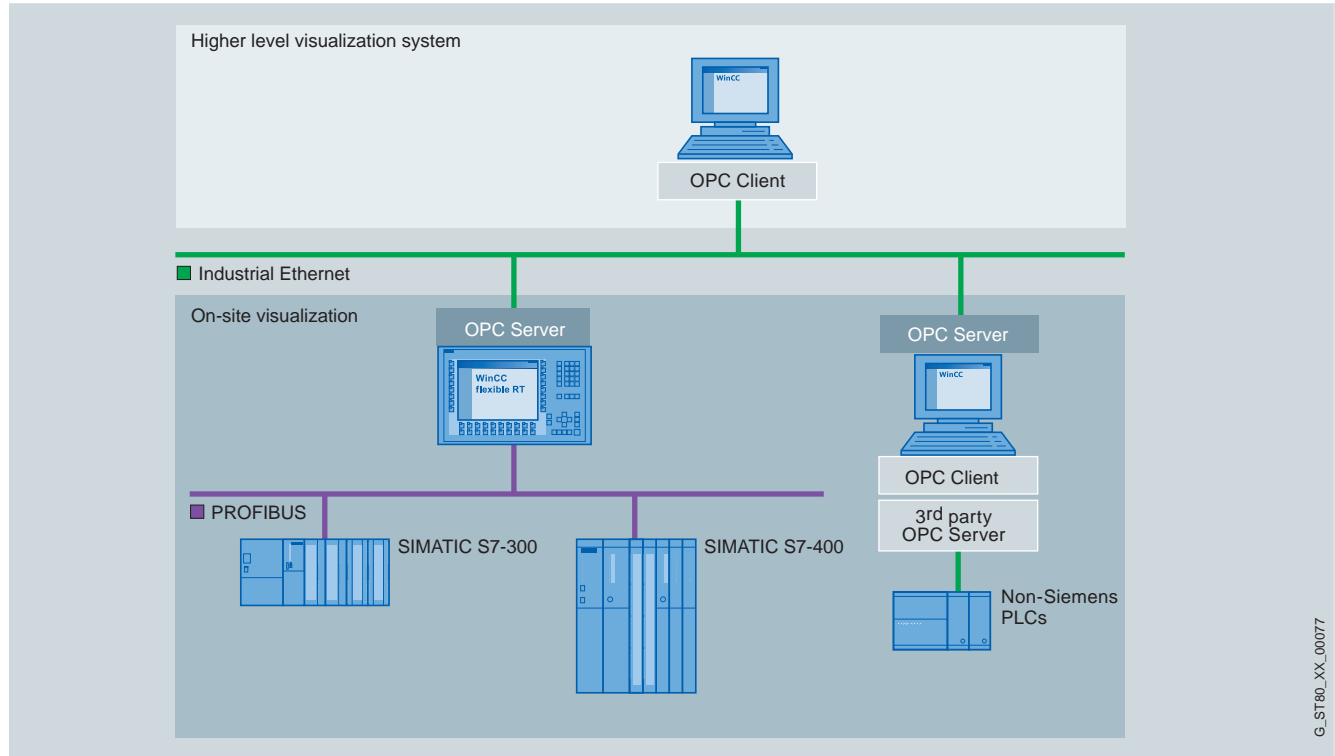 Higher level visualization system
WinCC
OPC Client
Industrial Ethernet
On-site visualization
OPC Server
WinCC
flexible RT
OPC Server
WinCC
OPC Client
3rd party
OPC Server
PROFIBUS
SIMATIC S7-300
SIMATIC S7-400
Non-Siemens
PLCs
G_ST80_XX_00077